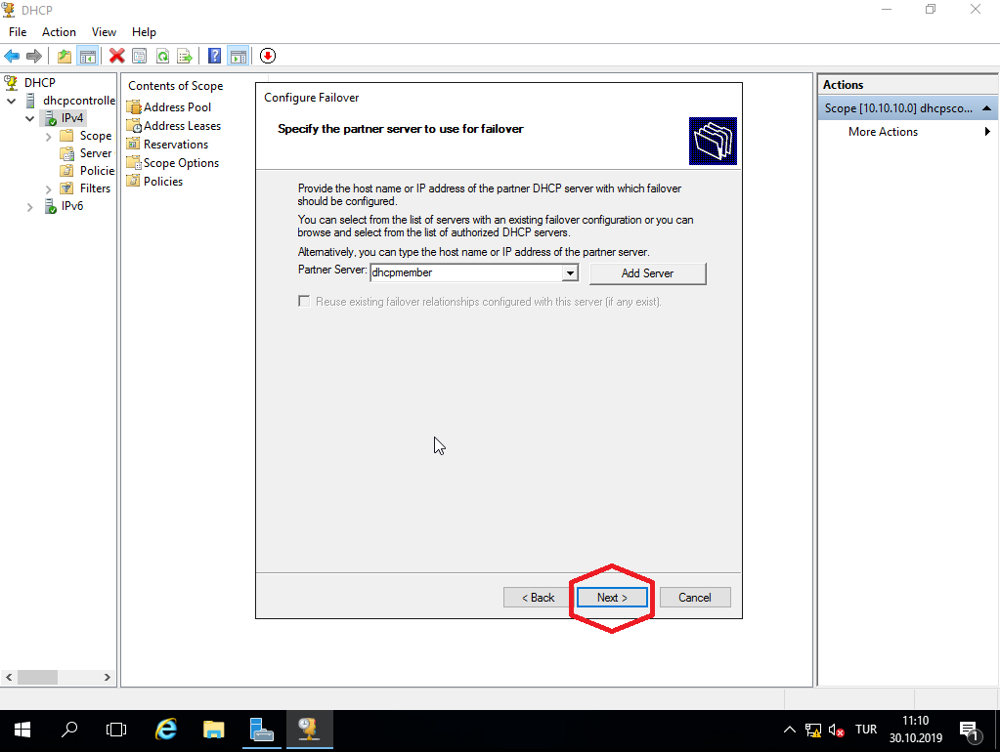 DHCP
File Action View Help
DHCP
dhcpcontrolle
IPv4
Scope
Server
Policie
Filters
IPv6
Contents of Scope
Address Pool
Address Leases
Reservations
Scope Options
Policies
Configure Failover
Specify the partner server to use for failover
Provide the host name or IP address of the partner DHCP server with which failover
should be configured.
You can select from the list of servers with an existing failover configuration or you can
browse and select from the list of authorized DHCP servers.
Alternatively, you can type the host name or IP address of the partner server.
Partner Server: dhcpmember Add Server
Reuse existing failover relationships configured with this server (if any exist).
< Back Next > Cancel
Actions
Scope [10.10.10.0] dhcpsco...
More Actions
TUR
11:10
30.10.2019
1